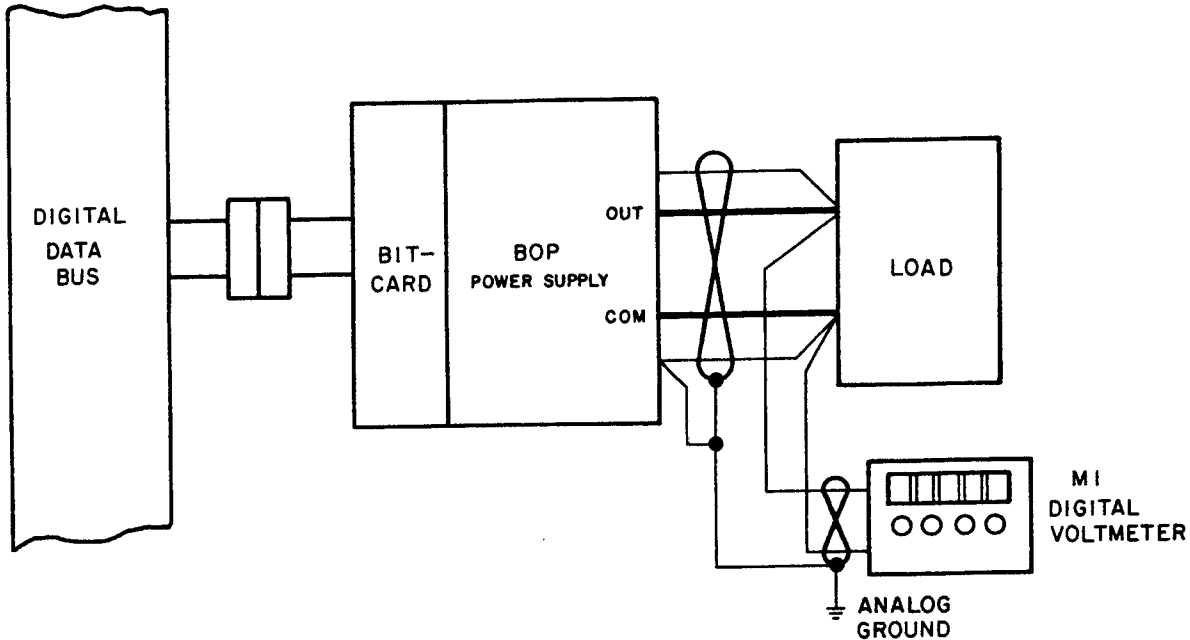 DIGITAL
DATA
BUS
BIT-
CARD
BOP
POWER SUPPLY
OUT
COM
LOAD
M1
DIGITAL
VOLTMETER
ANALOG
GROUND